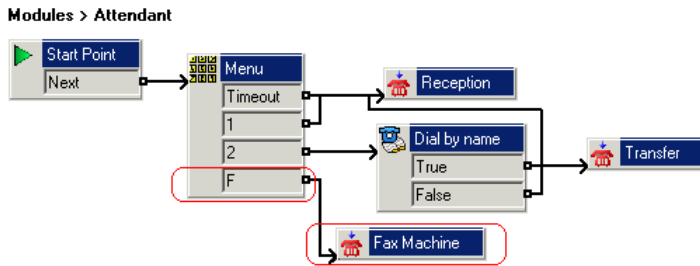 Modules > Attendant
Start Point
Next
Menu
Timeout
1
2
F
Reception
Dial by name
True
False
Transfer
Fax Machine